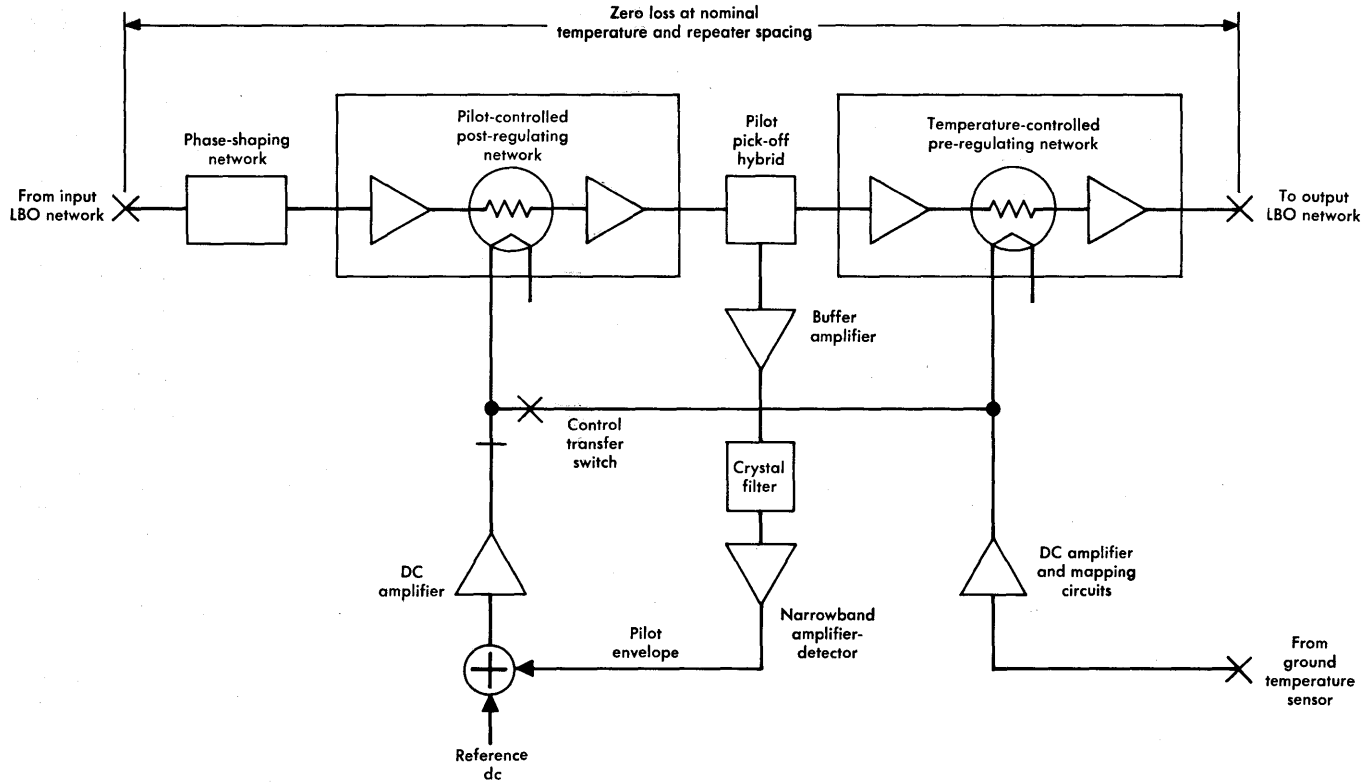 Zero loss at nominal
temperature and repeater spacing
Phase-shaping
network
Pilot-controlled
post-regulating
network
Pilot
pick-off
hybrid
Temperature-controlled
pre-regulating network
From input
LBO network
To output
LBO network
Buffer
amplifier
Control
transfer
switch
Crystal
filter
DC
amplifier
DC amplifier
and mapping
circuits
Narrowband
amplifier-
detector
Pilot
envelope
From
ground
temperature
sensor
Reference
dc